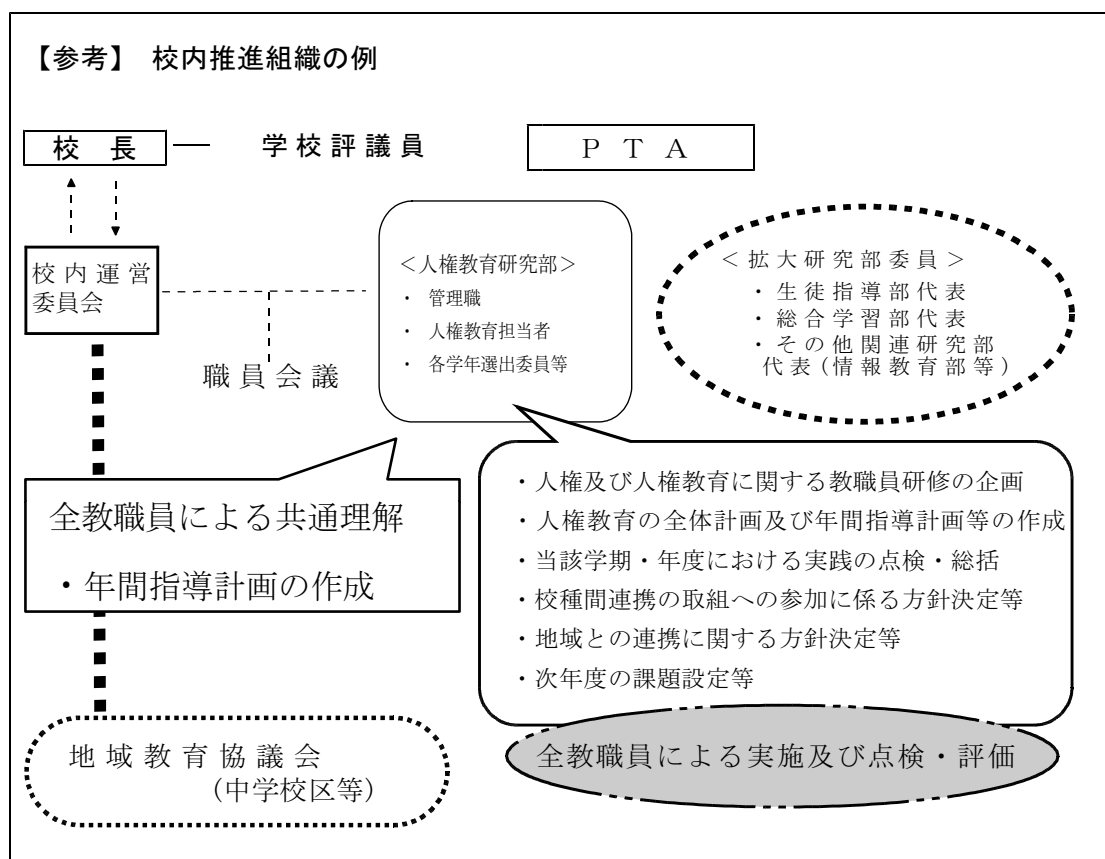 【参考】 校内推進組織の例
校 長
学校評議員
ＰＴＡ
校内運営
委員会
職員会議
＜人権教育研究部＞
・ 管理職
・ 人権教育担当者
・ 各学年選出委員等
＜拡大研究部委員＞
・生徒指導部代表
・総合学習部代表
・その他関連研究部
代表(情報教育部等)
全教職員による共通理解
・年間指導計画の作成
・人権及び人権教育に関する教職員研修の企画
・人権教育の全体計画及び年間指導計画等の作成
・当該学期・年度における実践の点検・総括
・校種間連携の取組への参加に係る方針決定等
・地域との連携に関する方針決定等
・次年度の課題設定等
地域教育協議会
(中学校区等)
全教職員による実施及び点検・評価